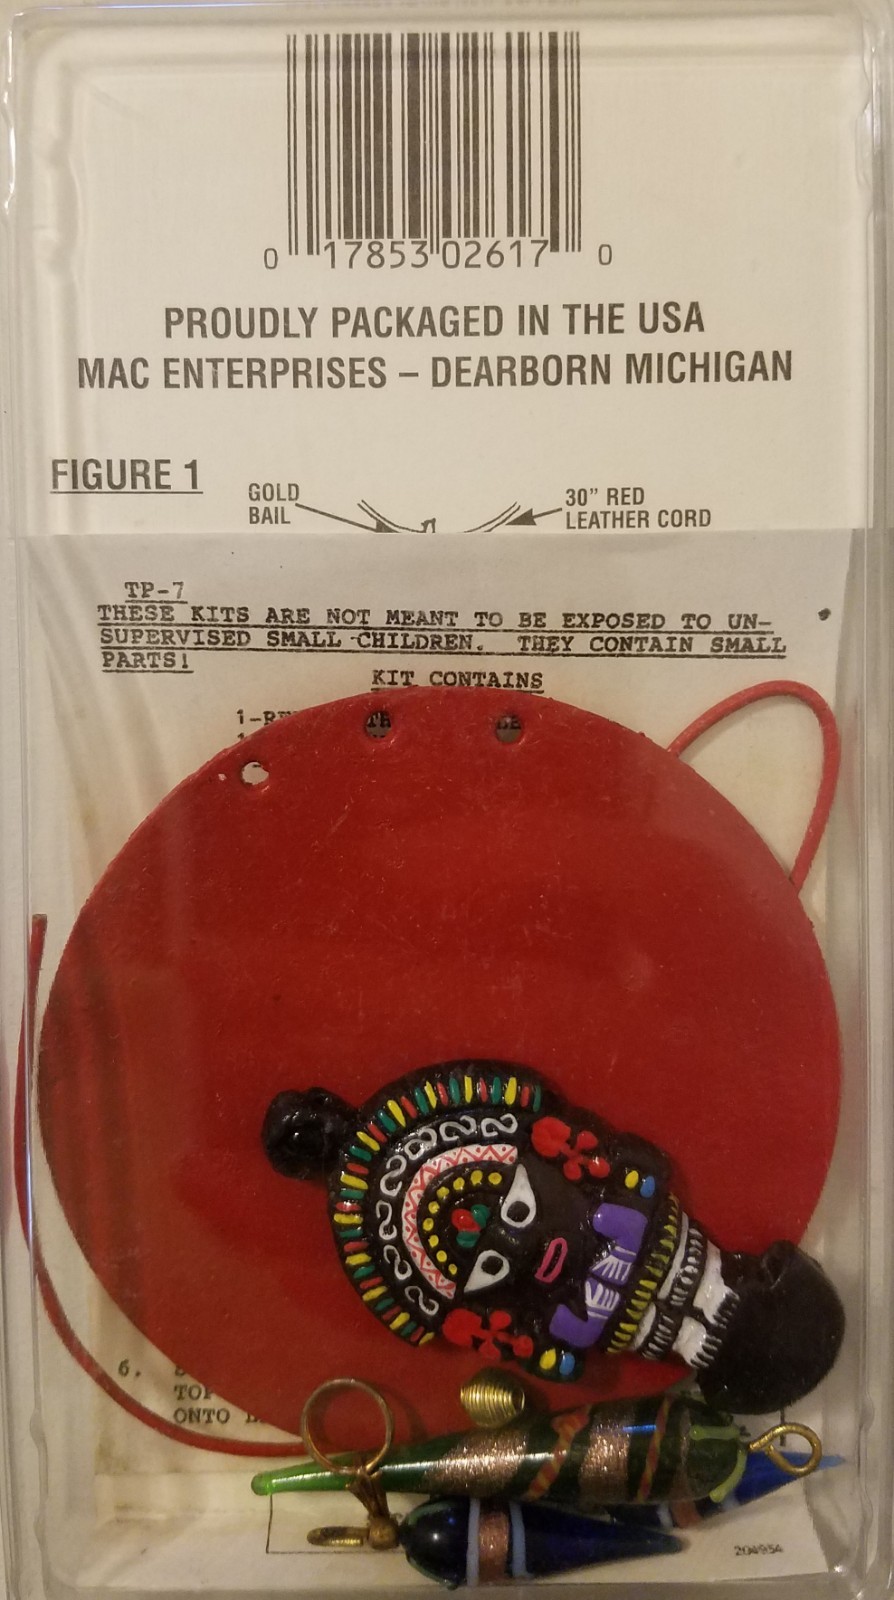 0 17853 02617 0
PROUDLY PACKAGED IN THE USA
MAC ENTERPRISES – DEARBORN MICHIGAN
FIGURE 1
GOLD BAIL
30” RED LEATHER CORD
TP-7
THESE KITS ARE NOT MEANT TO BE EXPOSED TO UN-
SUPERVISED SMALL CHILDREN. THEY CONTAIN SMALL
PARTS!
KIT CONTAINS
6.
ONTO
204954